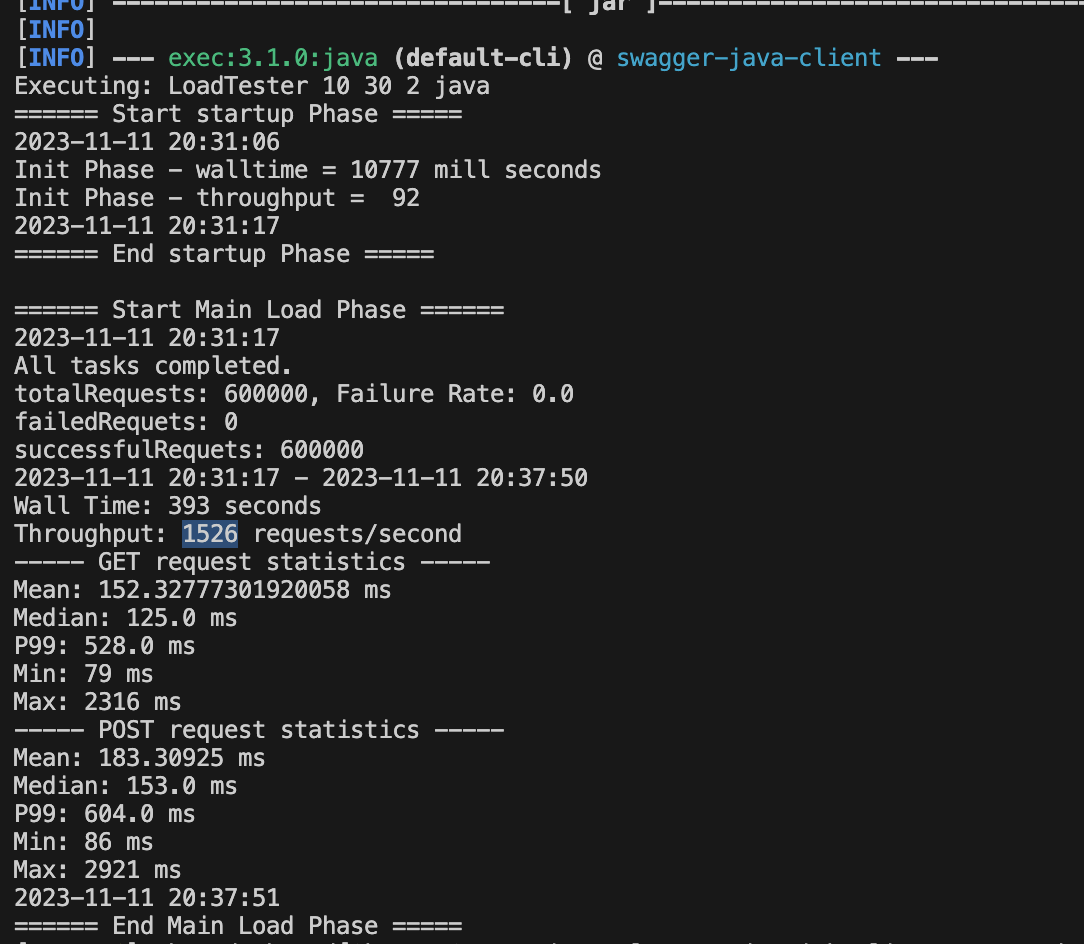 [INFO] --------------------------------[ jar ]---------------------------------
[INFO]
[INFO] --- exec:3.1.0:java (default-cli) @ swagger-java-client ---
Executing: LoadTester 10 30 2 java
====== Start startup Phase =====
2023-11-11 20:31:06
Init Phase - walltime = 10777 mill seconds
Init Phase - throughput =  92
2023-11-11 20:31:17
====== End startup Phase =====
====== Start Main Load Phase ======
2023-11-11 20:31:17
All tasks completed.
totalRequests: 600000, Failure Rate: 0.0
failedRequets: 0
successfulRequets: 600000
2023-11-11 20:31:17 - 2023-11-11 20:37:50
Wall Time: 393 seconds
Throughput: 1526 requests/second
----- GET request statistics -----
Mean: 152.32777301920058 ms
Median: 125.0 ms
P99: 528.0 ms
Min: 79 ms
Max: 2316 ms
----- POST request statistics -----
Mean: 183.30925 ms
Median: 153.0 ms
P99: 604.0 ms
Min: 86 ms
Max: 2921 ms
2023-11-11 20:37:51
====== End Main Load Phase =====